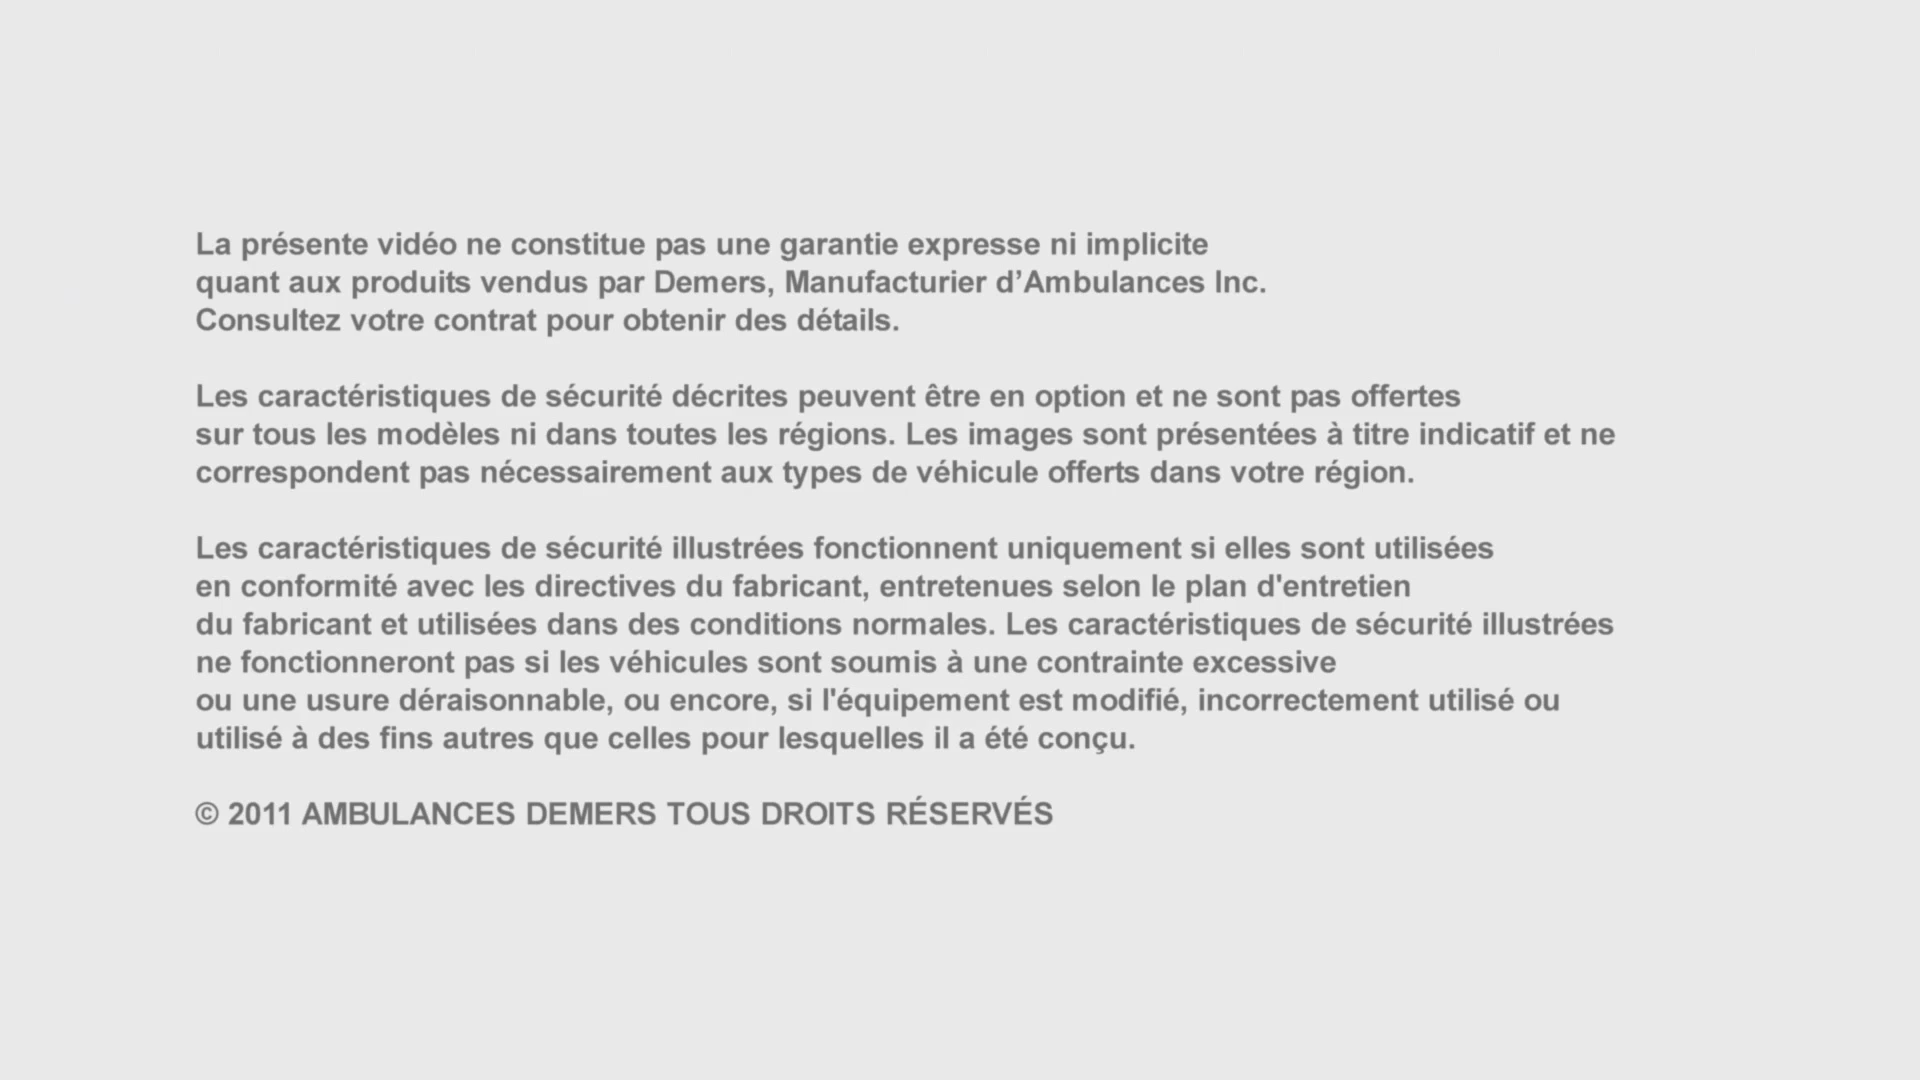 La présente vidéo ne constitue pas une garantie expresse ni implicite
quant aux produits vendus par Demers, Manufacturier d’Ambulances Inc.
Consultez votre contrat pour obtenir des détails.
Les caractéristiques de sécurité décrites peuvent être en option et ne sont pas offertes
sur tous les modèles ni dans toutes les régions. Les images sont présentées à titre indicatif et ne
correspondent pas nécessairement aux types de véhicule offerts dans votre région.
Les caractéristiques de sécurité illustrées fonctionnent uniquement si elles sont utilisées
en conformité avec les directives du fabricant, entretenues selon le plan d'entretien
du fabricant et utilisées dans des conditions normales. Les caractéristiques de sécurité illustrées
ne fonctionneront pas si les véhicules sont soumis à une contrainte excessive
ou une usure déraisonnable, ou encore, si l'équipement est modifié, incorrectement utilisé ou
utilisé à des fins autres que celles pour lesquelles il a été conçu.
© 2011 AMBULANCES DEMERS TOUS DROITS RÉSERVÉS